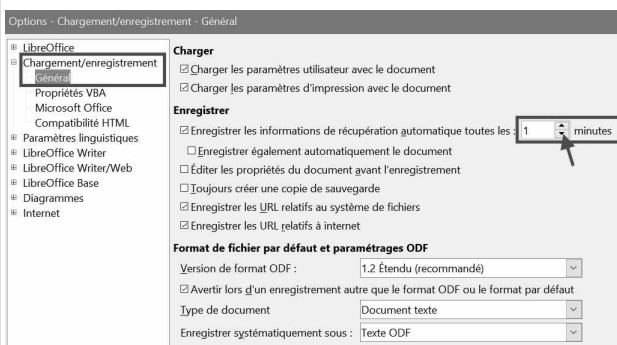 Options - Chargement/enregistrement - Général
LibreOffice
Chargement/enregistrement
Général
Propriétés VBA
Microsoft Office
Compatibilité HTML
Paramètres linguistiques
LibreOffice Writer
LibreOffice Writer/Web
LibreOffice Base
Diagrammes
Internet
Charger
Charger les paramètres utilisateur avec le document
Charger les paramètres d'impression avec le document
Enregistrer
Enregistrer les informations de récupération automatique toutes les : 1 minutes
Enregistrer également automatiquement le document
Éditer les propriétés du document avant l'enregistrement
Toujours créer une copie de sauvegarde
Enregistrer les URL relatifs au système de fichiers
Enregistrer les URL relatifs à internet
Format de fichier par défaut et paramétrages ODF
Version de format ODF : 1.2 Étendu (recommandé)
Avertir lors d'un enregistrement autre que le format ODF ou le format par défaut
Type de document Document texte
Enregistrer systématiquement sous : Texte ODF